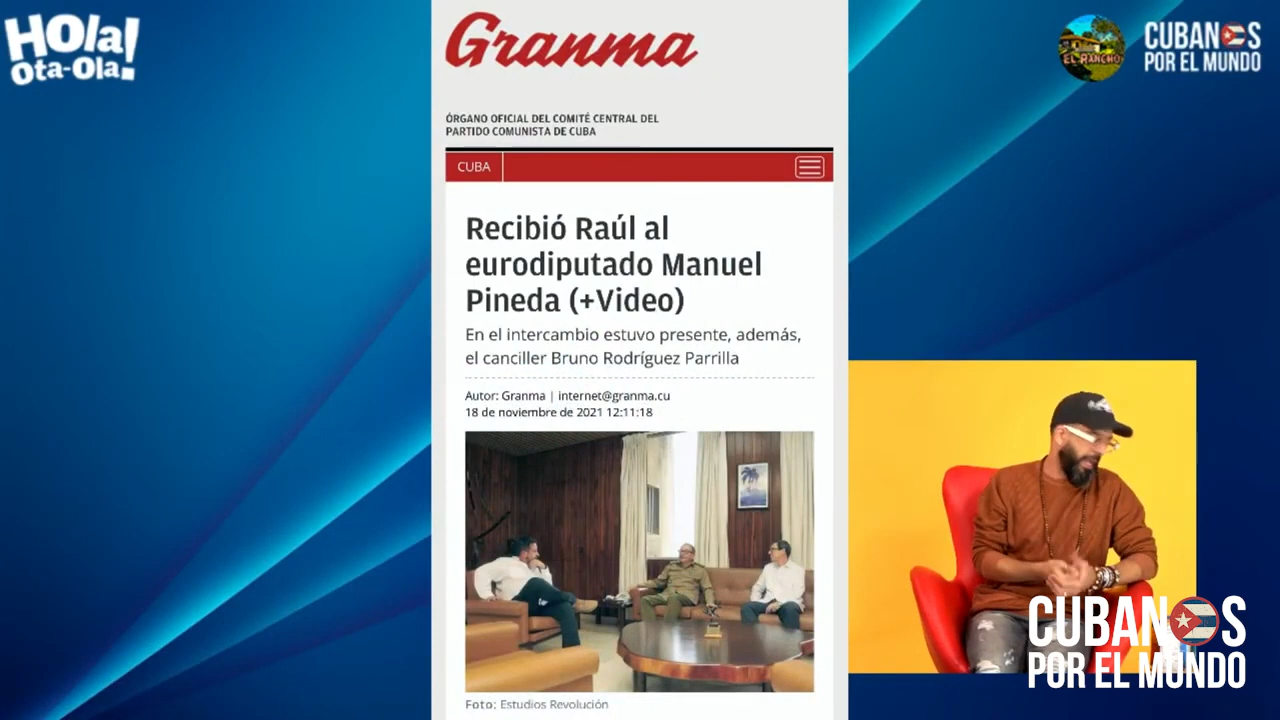 HOla!
Ota-Ola!
Granma
ÓRGANO OFICIAL DEL COMITÉ CENTRAL DEL
PARTIDO COMUNISTA DE CUBA
CUBA
Recibió Raúl al
eurodiputado Manuel
Pineda (+Video)
En el intercambio estuvo presente, además,
el canciller Bruno Rodríguez Parrilla
Autor: Granma | internet@granma.cu
18 de noviembre de 2021 12:11:18
Foto: Estudios Revolución
EL RANCHO
CUBANOS
POR EL MUNDO
CUBANOS
POR EL MUNDO